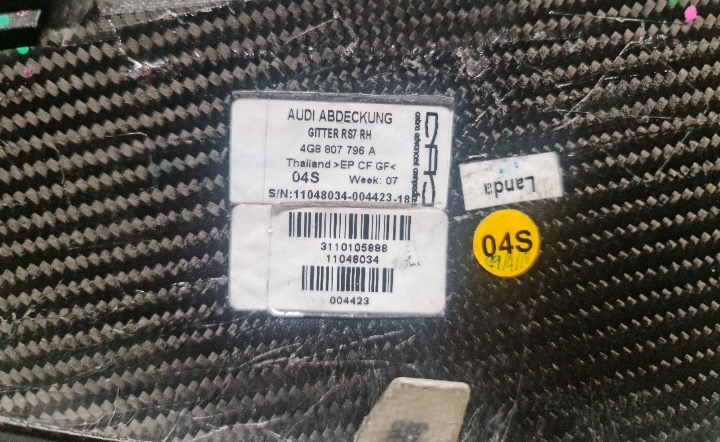 AUDI ABDECKUNG
GITTER RS7 RH
4G8 807 796 A
Thailand >EP CF GF<
04S Week: 07
S/N:11048034-004423-18
3110105888
11048034
004423
Landa
04S